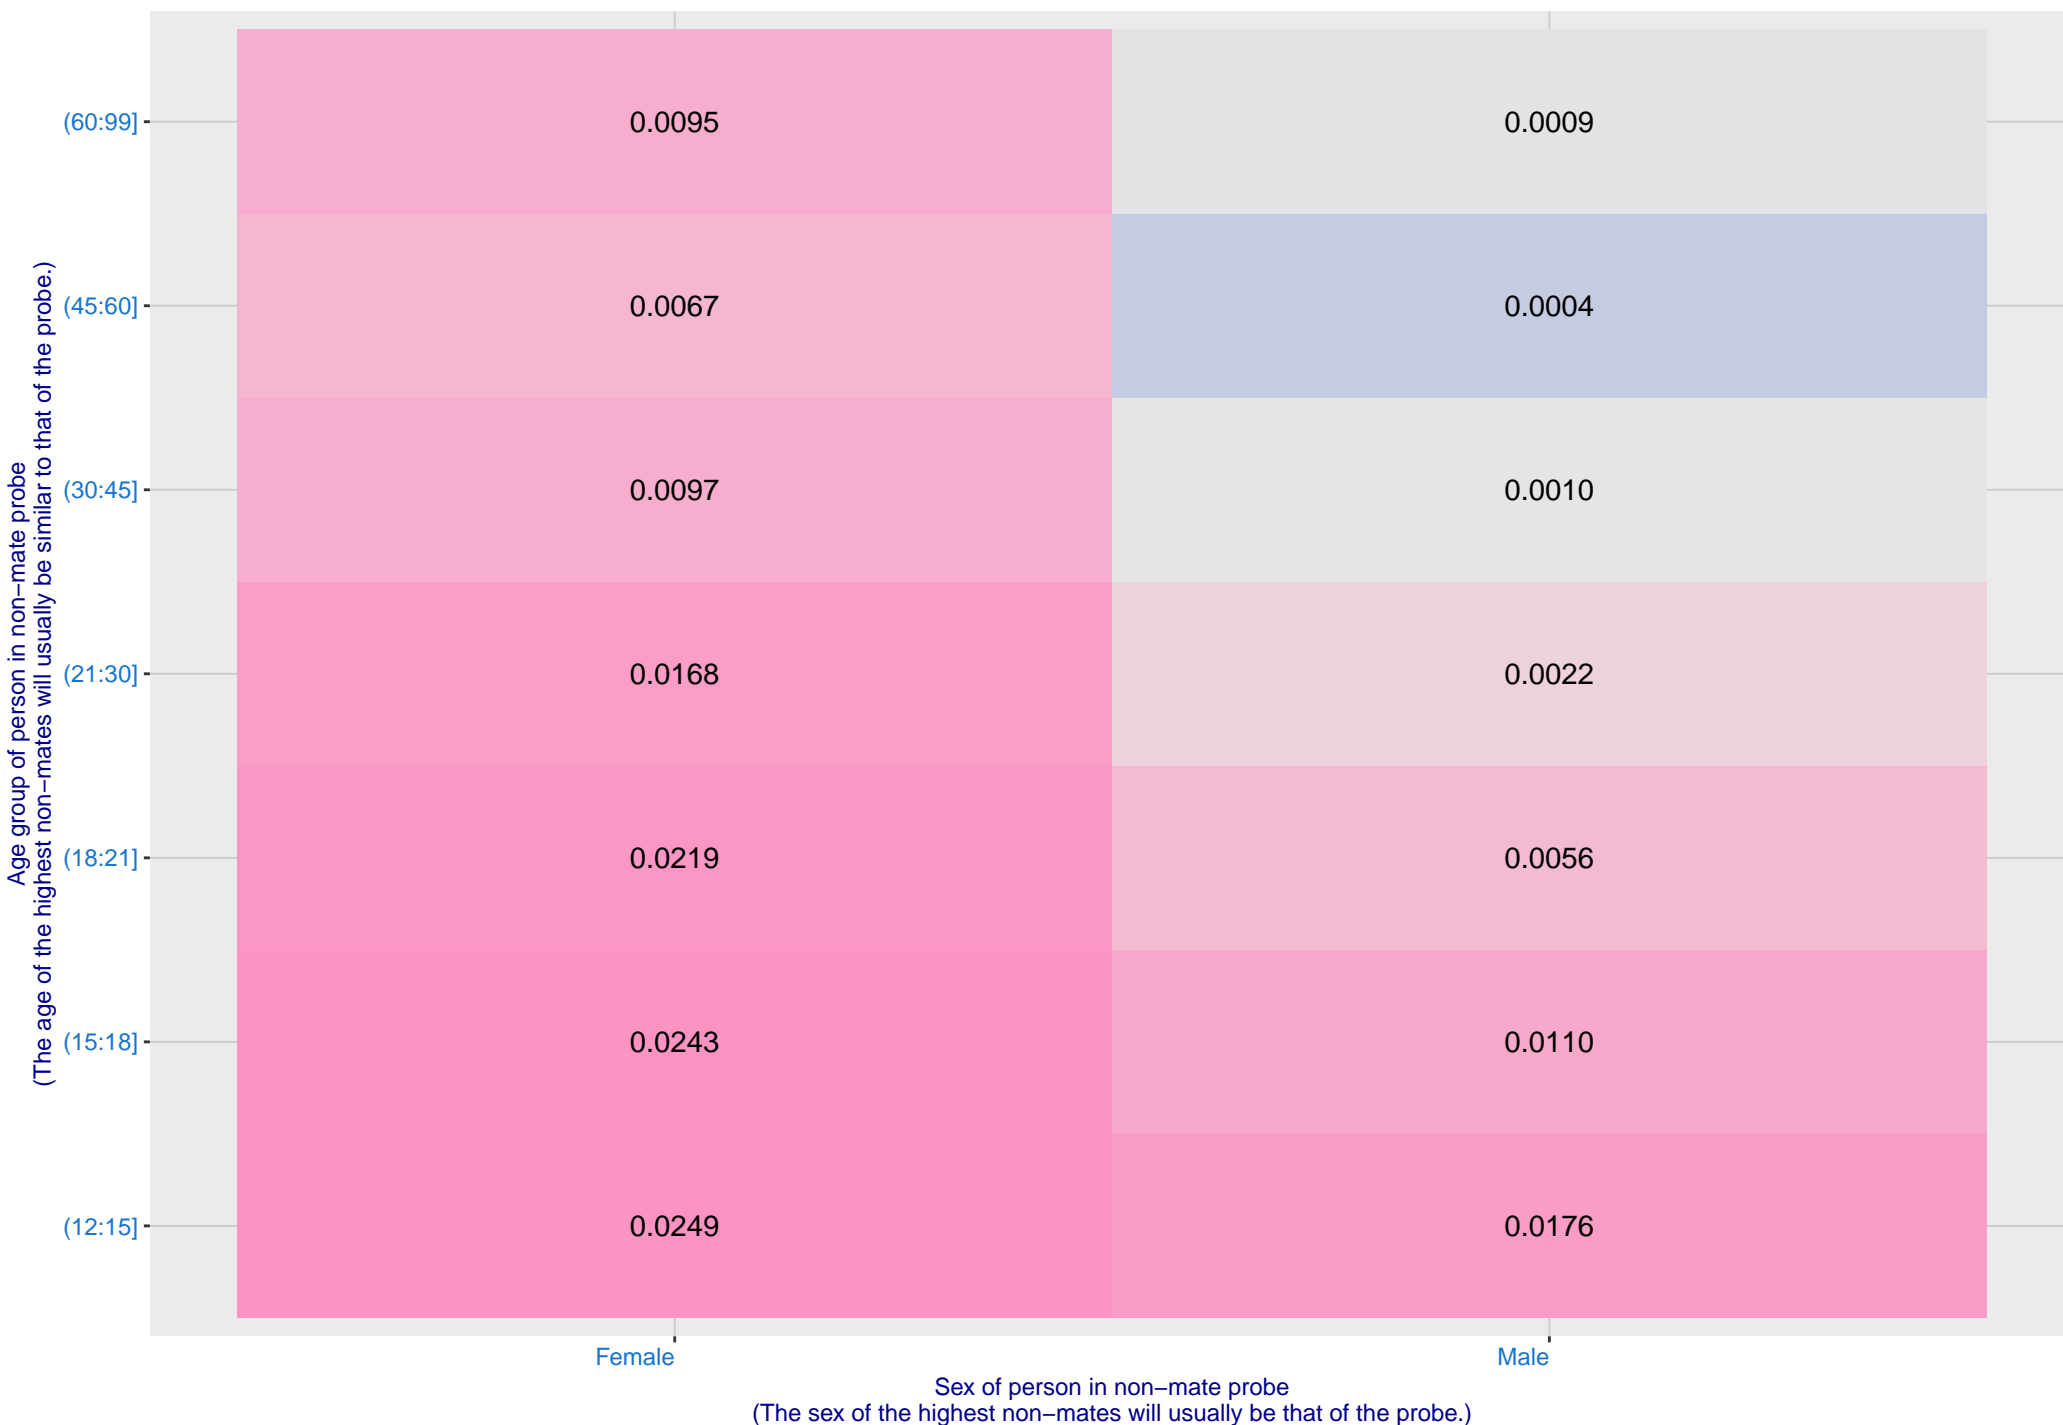 Age group of person in non−mate probe
(The age of the highest non−mates will usually be similar to that of the probe.)
(60:99] 0.0095 0.0009
(45:60] 0.0067 0.0004
(30:45] 0.0097 0.0010
(21:30] 0.0168 0.0022
(18:21] 0.0219 0.0056
(15:18] 0.0243 0.0110
(12:15] 0.0249 0.0176
Female Male
Sex of person in non−mate probe
(The sex of the highest non−mates will usually be that of the probe.)